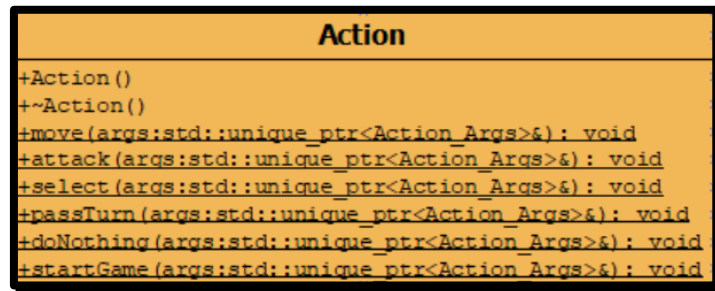 Action
+Action()
+~Action()
+move(args:std::unique_ptr<Action_Args>&): void
+attack(args:std::unique_ptr<Action_Args>&): void
+select(args:std::unique_ptr<Action_Args>&): void
+passTurn(args:std::unique_ptr<Action_Args>&): void
+doNothing(args:std::unique_ptr<Action_Args>&): void
+startGame(args:std::unique_ptr<Action_Args>&): void